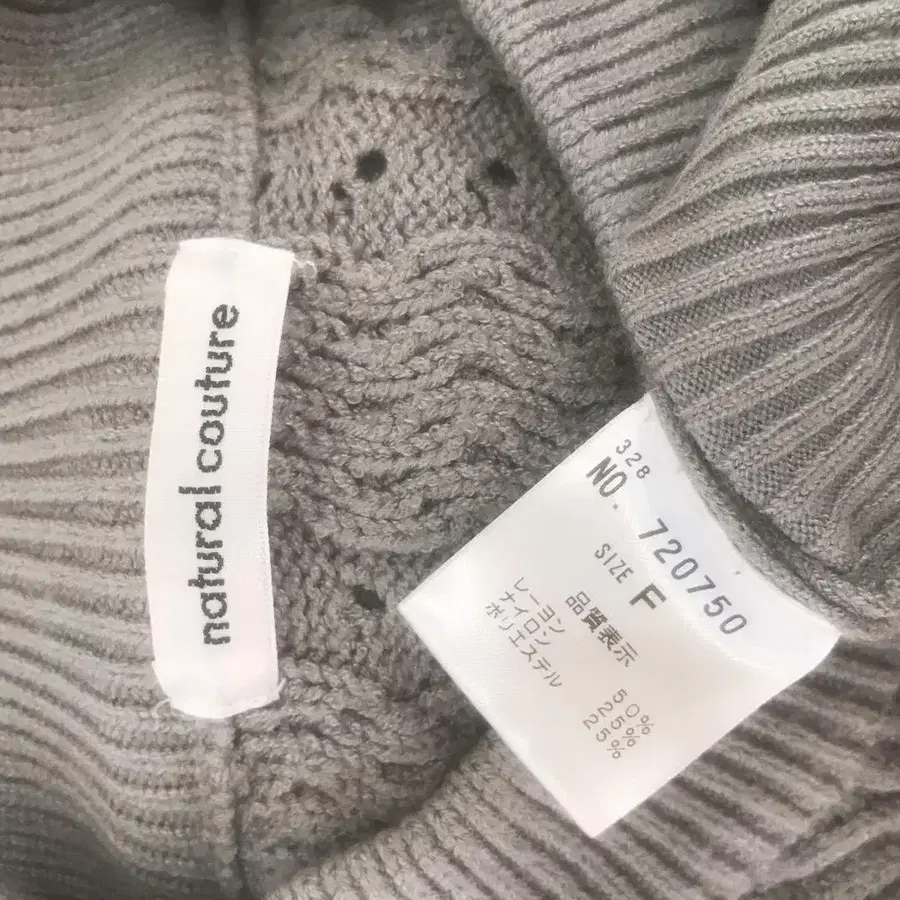 natural couture
328
NO. 720750
SIZE F
品質表示
レーヨン 50%
ナイロン 25%
ポリエステル 25%